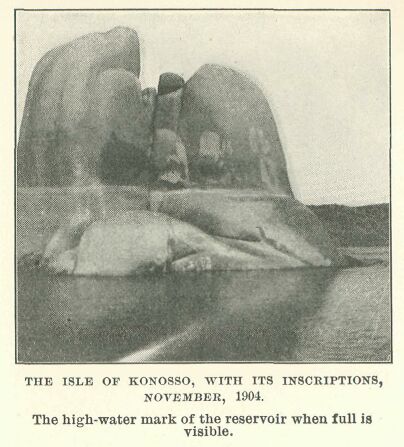 THE ISLE OF KONOSSO, WITH ITS INSCRIPTIONS,
NOVEMBER, 1904.
The high-water mark of the reservoir when full is
visible.